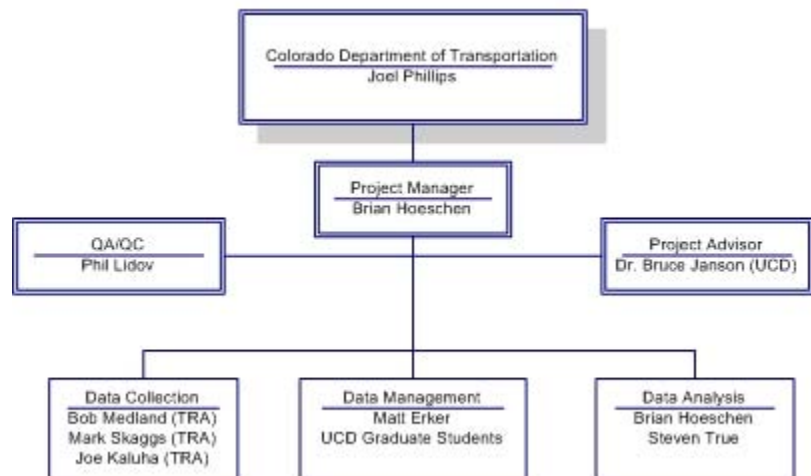 Colorado Department of Transportation
Joel Phillips
Project Manager
Brian Hoeschen
QA/QC
Phil Lidov
Project Advisor
Dr. Bruce Janson (UCD)
Data Collection
Bob Medland (TRA)
Mark Skaggs (TRA)
Joe Kaluha (TRA)
Data Management
Matt Erker
UCD Graduate Students
Data Analysis
Brian Hoeschen
Steven True